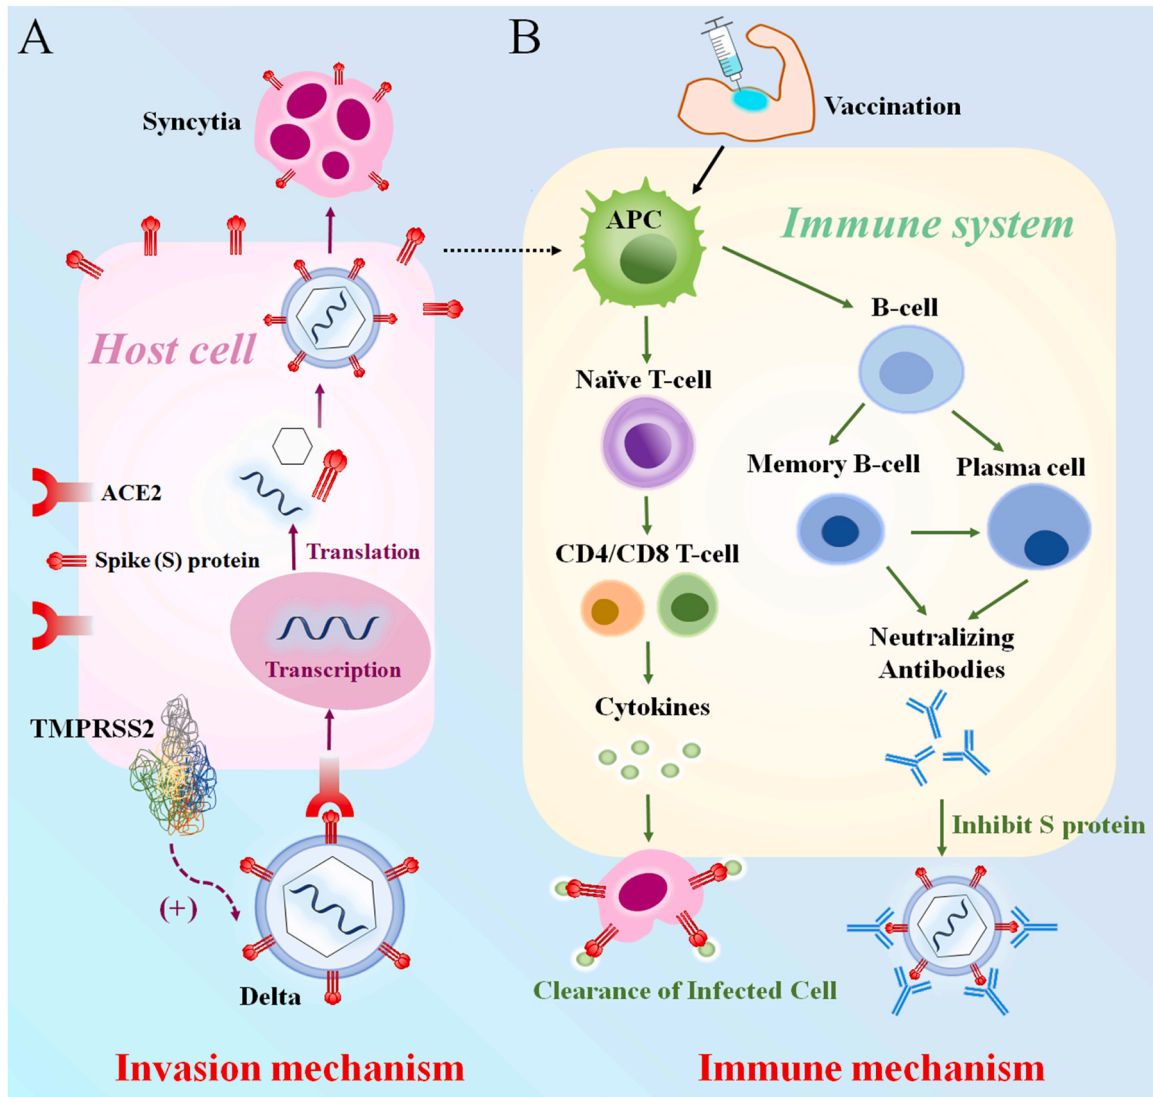 A
Syncytia
Host cell
ACE2
Spike (S) protein
Translation
Transcription
TMPRSS2
(+)
Delta
Invasion mechanism
B
Vaccination
Immune system
APC
B-cell
Naïve T-cell
Memory B-cell
Plasma cell
CD4/CD8 T-cell
Neutralizing
Antibodies
Cytokines
Inhibit S protein
Clearance of Infected Cell
Immune mechanism